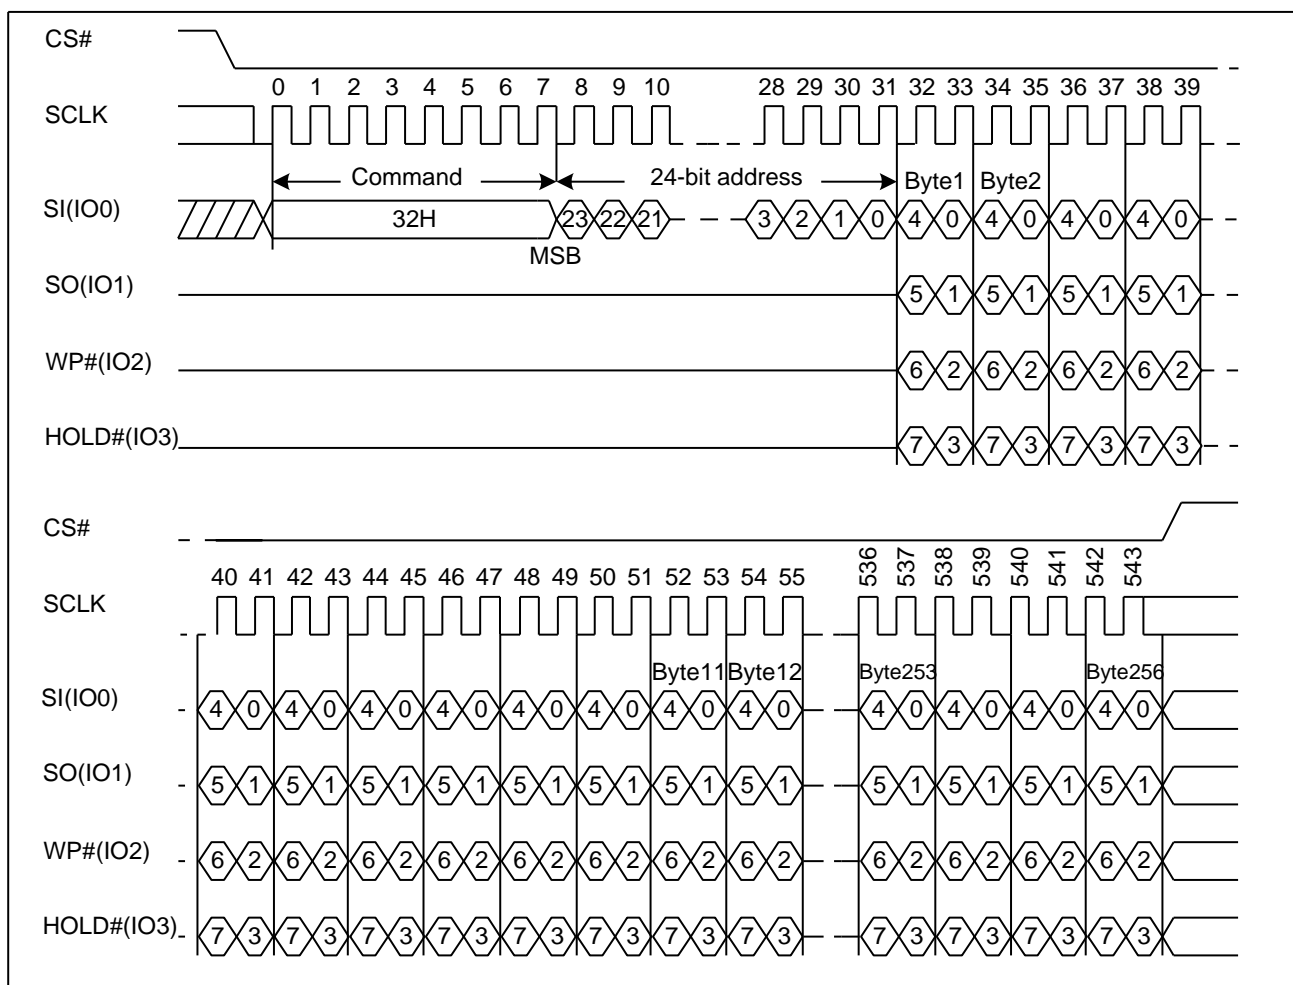 CS#
0 1 2 3 4 5 6 7 8 9 10 28 29 30 31 32 33 34 35 36 37 38 39
SCLK
Command 24-bit address Byte1 Byte2
SI(IO0) 32H 23 22 21 3 2 1 0 4 0 4 0 4 0 4 0
MSB
SO(IO1) 5 1 5 1 5 1 5 1
WP#(IO2) 6 2 6 2 6 2 6 2
HOLD#(IO3) 7 3 7 3 7 3 7 3
CS#
40 41 42 43 44 45 46 47 48 49 50 51 52 53 54 55 536 537 538 539 540 541 542 543
SCLK
Byte11 Byte12 Byte253 Byte256
SI(IO0) 4 0 4 0 4 0 4 0 4 0 4 0 4 0 4 0 4 0 4 0 4 0 4 0
SO(IO1) 5 1 5 1 5 1 5 1 5 1 5 1 5 1 5 1 5 1 5 1 5 1 5 1
WP#(IO2) 6 2 6 2 6 2 6 2 6 2 6 2 6 2 6 2 6 2 6 2 6 2 6 2
HOLD#(IO3) 7 3 7 3 7 3 7 3 7 3 7 3 7 3 7 3 7 3 7 3 7 3 7 3